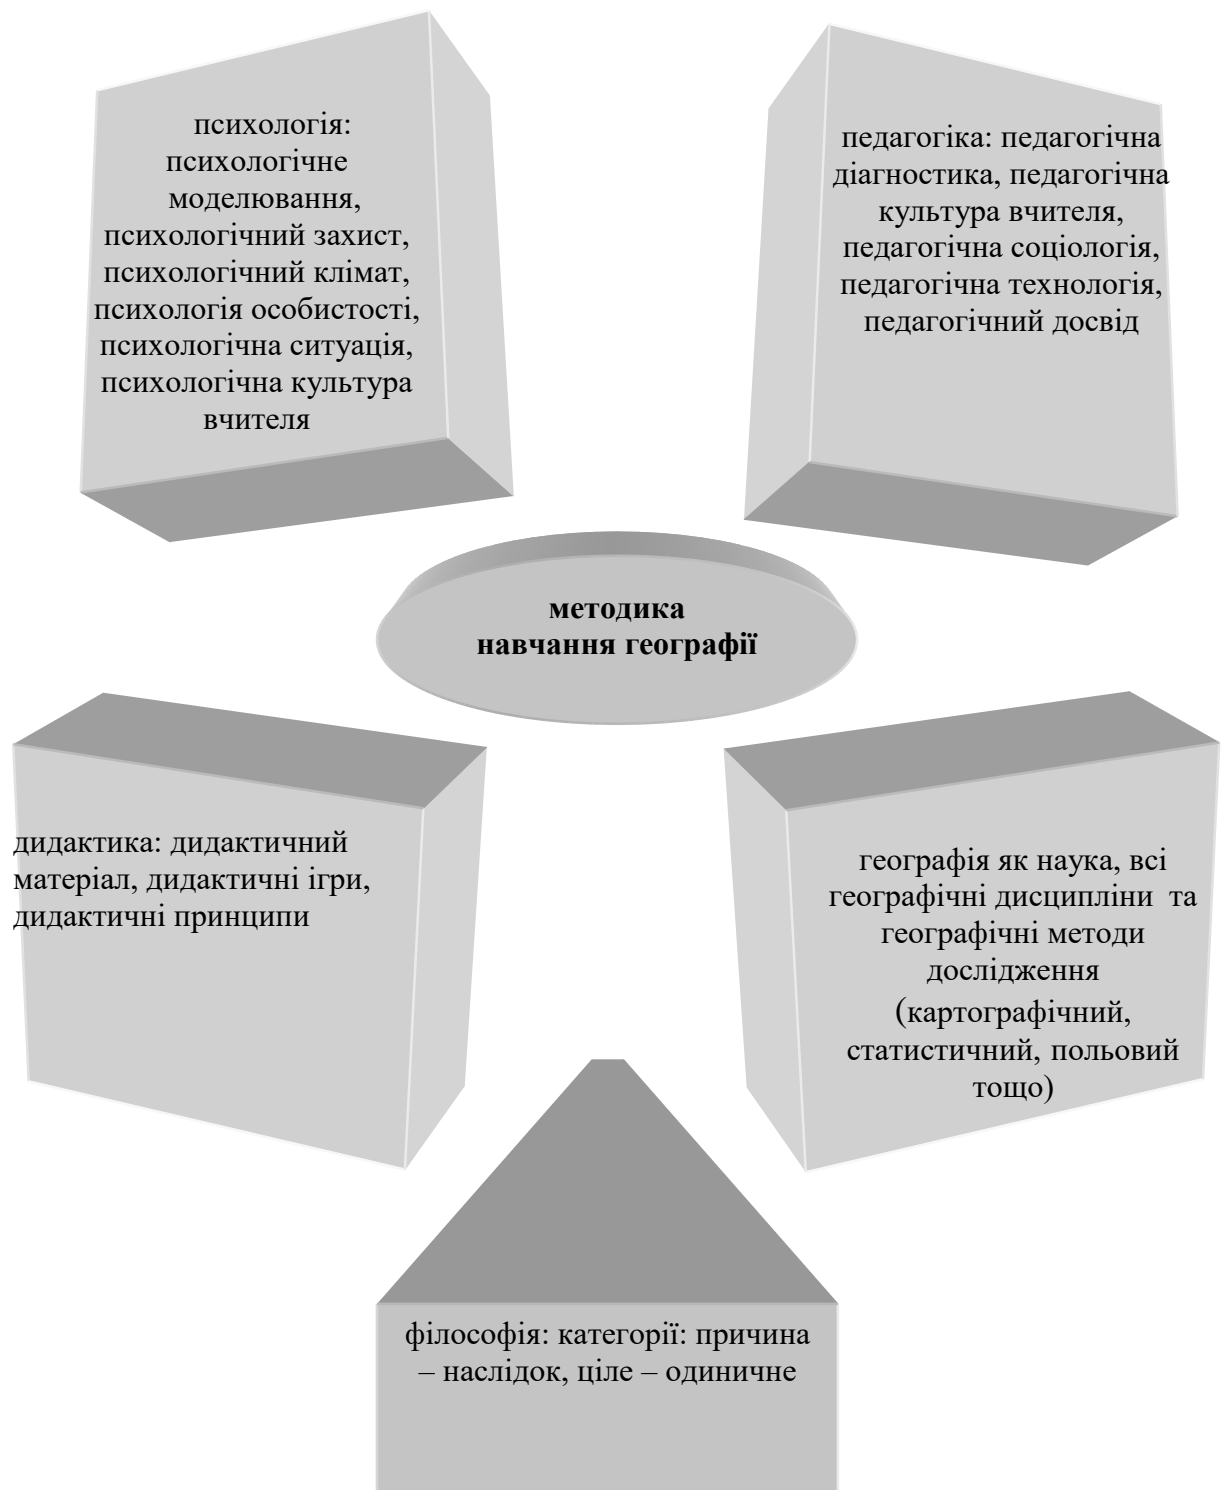 психологія:
психологічне
моделювання,
психологічний захист,
психологічний клімат,
психологія особистості,
психологічна ситуація,
психологічна культура
вчителя
педагогіка: педагогічна
діагностика, педагогічна
культура вчителя,
педагогічна соціологія,
педагогічна технологія,
педагогічний досвід
методика
навчання географії
дидактика: дидактичний
матеріал, дидактичні ігри,
дидактичні принципи
географія як наука, всі
географічні дисципліни та
географічні методи
дослідження
(картографічний,
статистичний, польовий
тощо)
філософія: категорії: причина
– наслідок, ціле – одиничне